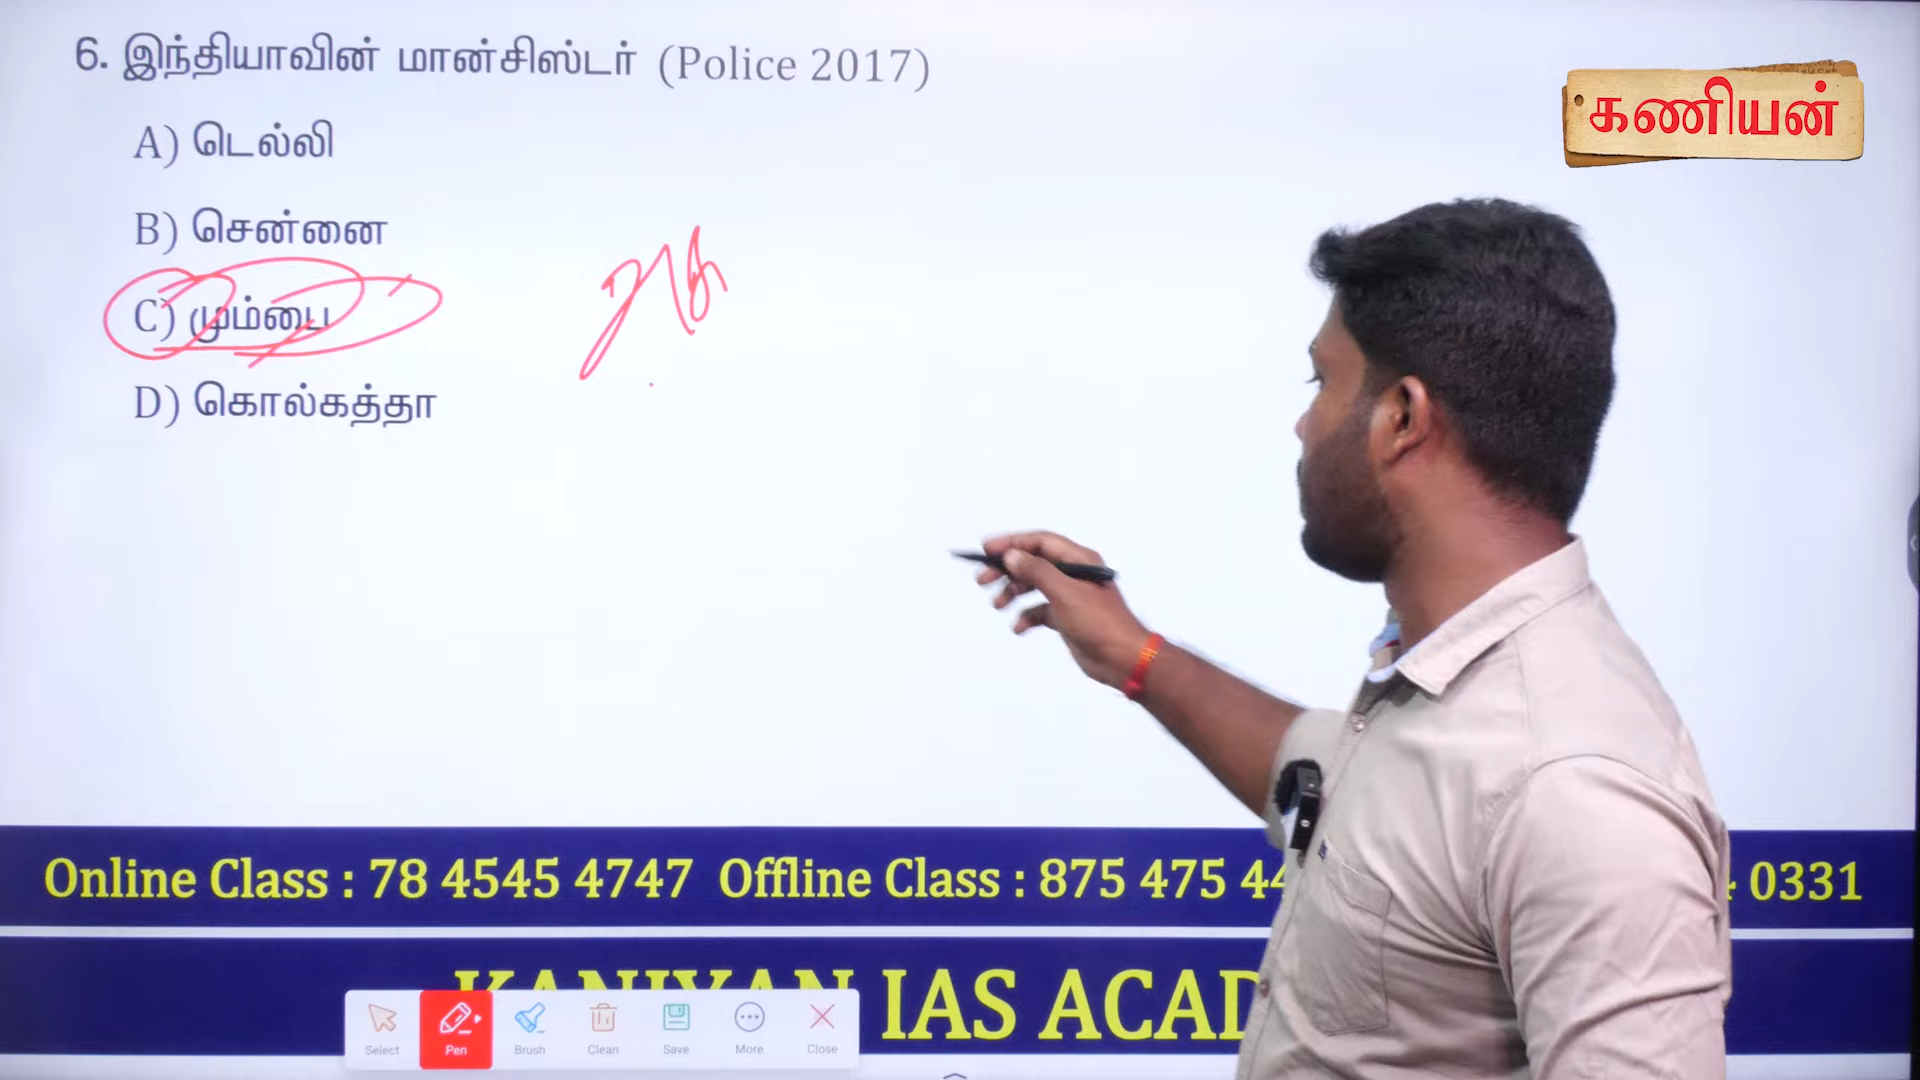 6. இந்தியாவின் மான்சிஸ்டர் (Police 2017)
கணியன்
A) டெல்லி
B) சென்னை
C) மும்பை
D) கொல்கத்தா
Online Class : 78 4545 4747 Offline Class : 875 475 44 0331
KANIYAN IAS ACAD
Select Pen Brush Clean Save More Close